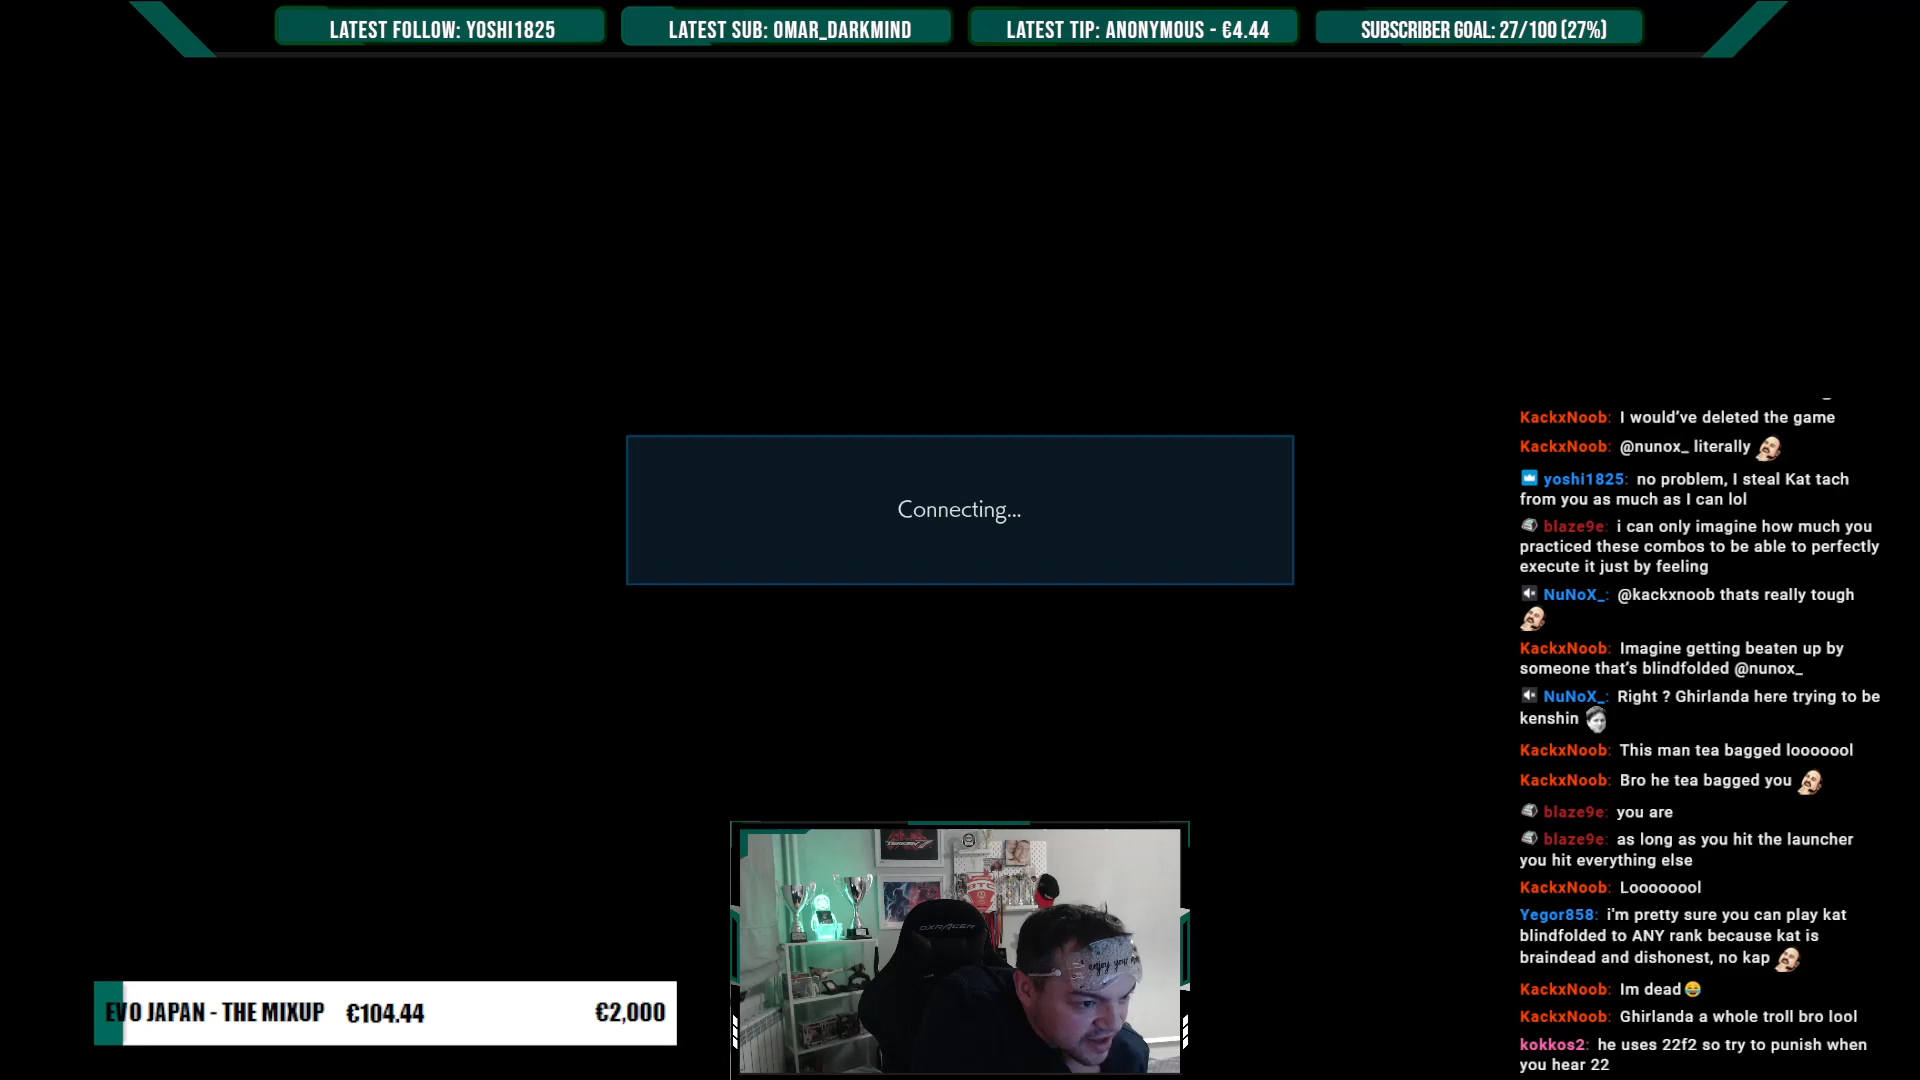 LATEST FOLLOW: YOSHI1825
LATEST SUB: OMAR_DARKMIND
LATEST TIP: ANONYMOUS - €4.44
SUBSCRIBER GOAL: 27/100 (27%)
Connecting...
KackxNoob: I would’ve deleted the game
KackxNoob: @nunox_ literally
yoshi1825: no problem, I steal Kat tach
from you as much as I can lol
blaze9e: i can only imagine how much you
practiced these combos to be able to perfectly
execute it just by feeling
NuNoX_: @kackxnoob thats really tough
KackxNoob: Imagine getting beaten up by
someone that’s blindfolded @nunox_
NuNoX_: Right ? Ghirlanda here trying to be
kenshin
KackxNoob: This man tea bagged looooool
KackxNoob: Bro he tea bagged you
blaze9e: you are
blaze9e: as long as you hit the launcher
you hit everything else
KackxNoob: Looooool
Yegor858: i'm pretty sure you can play kat
blindfolded to ANY rank because kat is
braindead and dishonest, no kap
KackxNoob: Im dead😂
KackxNoob: Ghirlanda a whole troll bro lool
kokkos2: he uses 22f2 so try to punish when
you hear 22
TEKKEN 7
DXRACER
enjoy your
EVO JAPAN - THE MIXUP €104.44 €2,000